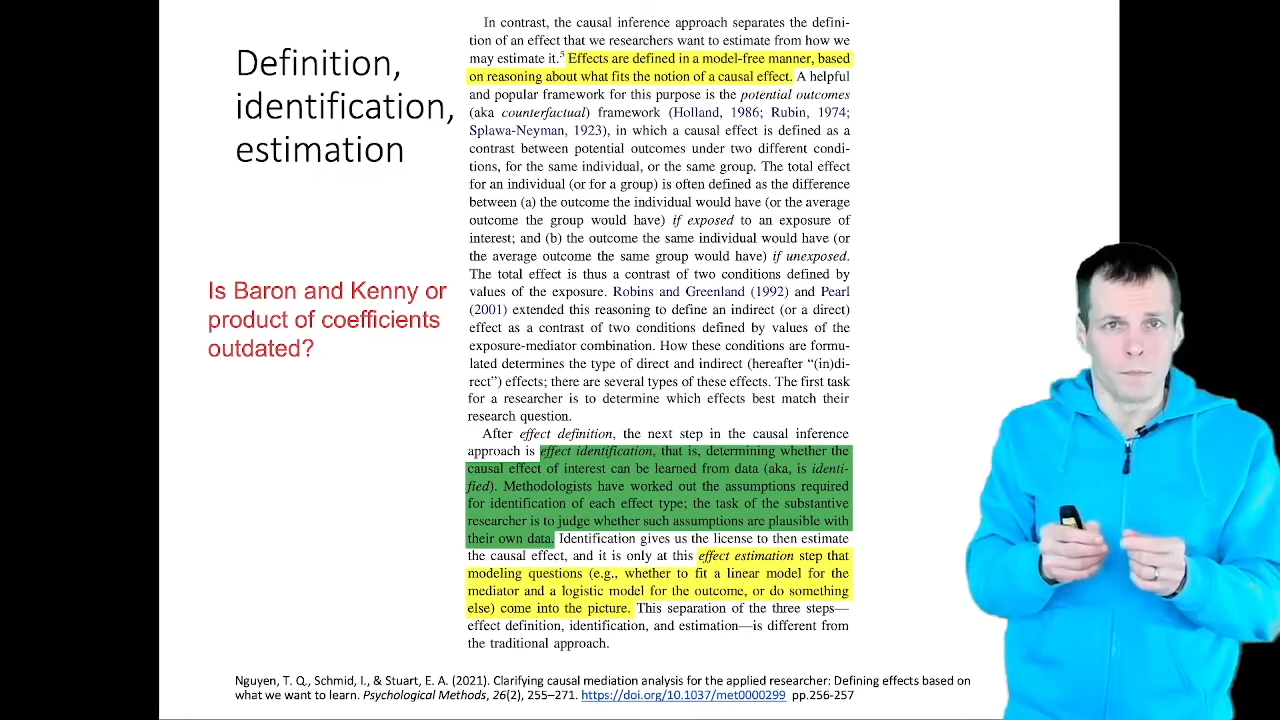 Definition,
identification,
estimation
Is Baron and Kenny or
product of coefficients
outdated?
In contrast, the causal inference approach separates the defini-
tion of an effect that we researchers want to estimate from how we
may estimate it.5 Effects are defined in a model-free manner, based
on reasoning about what fits the notion of a causal effect. A helpful
and popular framework for this purpose is the potential outcomes
(aka counterfactual) framework (Holland, 1986; Rubin, 1974;
Splawa-Neyman, 1923), in which a causal effect is defined as a
contrast between potential outcomes under two different condi-
tions, for the same individual, or the same group. The total effect
for an individual (or for a group) is often defined as the difference
between (a) the outcome the individual would have (or the average
outcome the group would have) if exposed to an exposure of
interest; and (b) the outcome the same individual would have (or
the average outcome the same group would have) if unexposed.
The total effect is thus a contrast of two conditions defined by
values of the exposure. Robins and Greenland (1992) and Pearl
(2001) extended this reasoning to define an indirect (or a direct)
effect as a contrast of two conditions defined by values of the
exposure-mediator combination. How these conditions are formu-
lated determines the type of direct and indirect (hereafter “(in)di-
rect”) effects; there are several types of these effects. The first task
for a researcher is to determine which effects best match their
research question.
After effect definition, the next step in the causal inference
approach is effect identification, that is, determining whether the
causal effect of interest can be learned from data (aka, is identi-
fied). Methodologists have worked out the assumptions required
for identification of each effect type; the task of the substantive
researcher is to judge whether such assumptions are plausible with
their own data. Identification gives us the license to then estimate
the causal effect, and it is only at this effect estimation step that
modeling questions (e.g., whether to fit a linear model for the
mediator and a logistic model for the outcome, or do something
else) come into the picture. This separation of the three steps—
effect definition, identification, and estimation—is different from
the traditional approach.
Nguyen, T. Q., Schmid, I., & Stuart, E. A. (2021). Clarifying causal mediation analysis for the applied researcher: Defining effects based on
what we want to learn. Psychological Methods, 26(2), 255–271. https://doi.org/10.1037/met0000299 pp.256-257